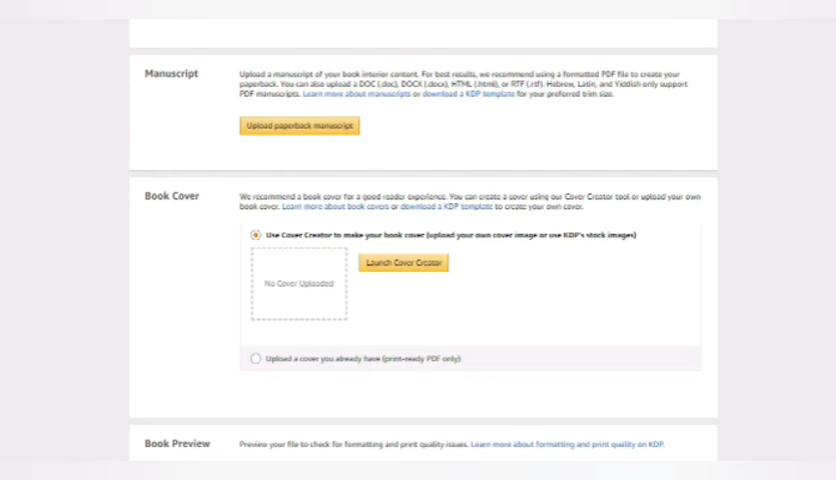 Manuscript
Upload a manuscript of your book interior content. For best results, we recommend using a formatted PDF file to create your
paperback. You can also upload a DOC (.doc), DOCX (.docx), HTML (.html), or RTF (.rtf). Hebrew, Latin, and Yiddish only support
PDF manuscripts. Learn more about manuscripts or download a KDP template for your preferred trim size.
Upload paperback manuscript
Book Cover
We recommend a book cover for a good reader experience. You can create a cover using our Cover Creator tool or upload your own
book cover. Learn more about book covers or download a KDP template to create your own cover.
Use Cover Creator to make your book cover (upload your own cover image or use KDP's stock images)
Launch Cover Creator
No Cover Uploaded
Upload a cover you already have (print-ready PDF only)
Book Preview
Preview your file to check for formatting and print quality issues. Learn more about formatting and print quality on KDP.